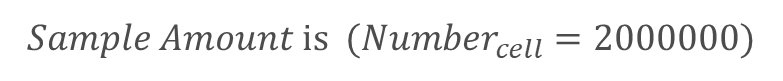 Sample Amount is (Number_cell = 2000000)